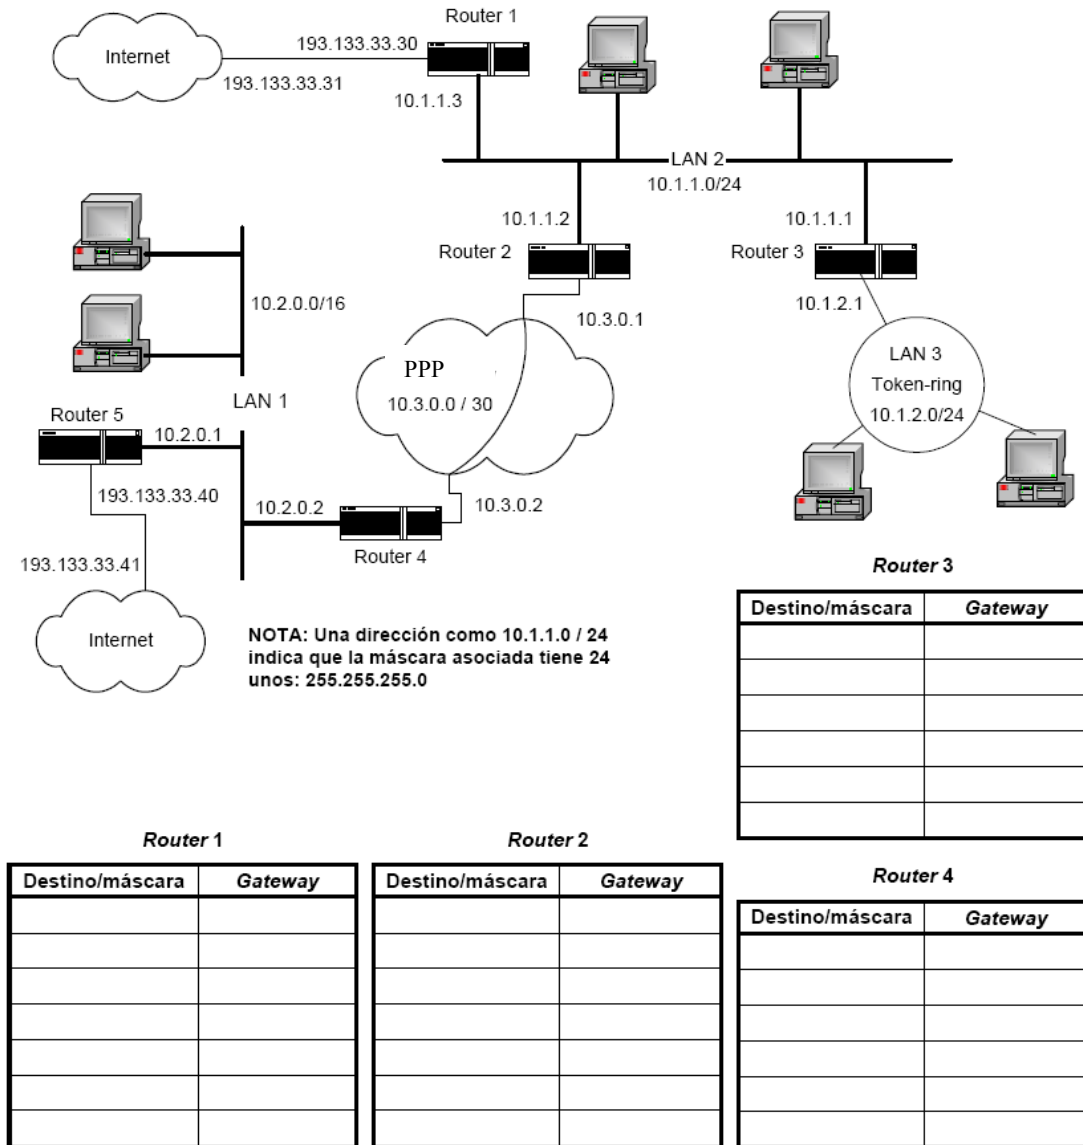 Router 1
Internet
193.133.33.30
193.133.33.31
10.1.1.3
LAN 2
10.1.1.0/24
10.1.1.2
10.1.1.1
Router 2
Router 3
10.2.0.0/16
10.3.0.1
10.1.2.1
PPP
10.3.0.0 / 30
LAN 3
Token-ring
10.1.2.0/24
LAN 1
Router 5
10.2.0.1
193.133.33.40
10.2.0.2
10.3.0.2
Router 4
193.133.33.41
Internet
NOTA: Una dirección como 10.1.1.0 / 24
indica que la máscara asociada tiene 24
unos: 255.255.255.0
Router 3
Destino/máscara Gateway
Router 1
Destino/máscara Gateway
Router 2
Destino/máscara Gateway
Router 4
Destino/máscara Gateway